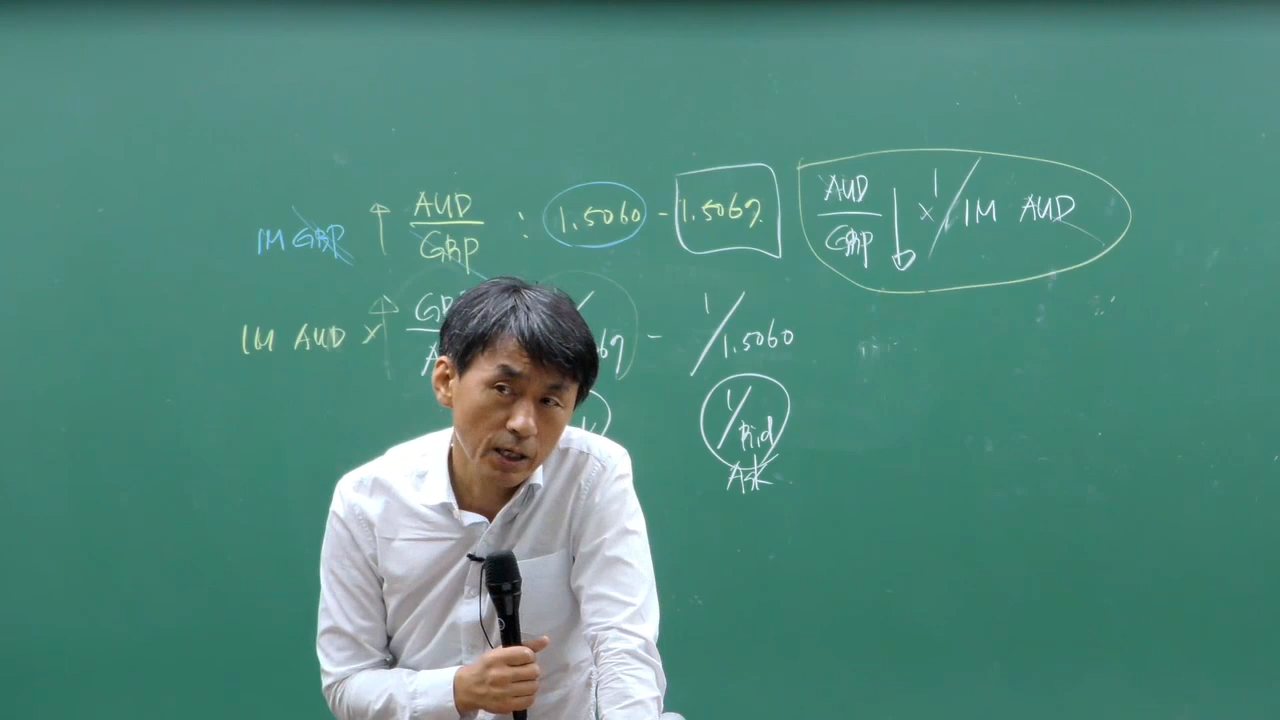 1M GBP ↑ AUD/GBP : 1.5060 - 1.5069 AUD/GBP ↓ × 1/1M AUD
1M AUD × ↑ - 1/1.5060
1/Bid
Ask